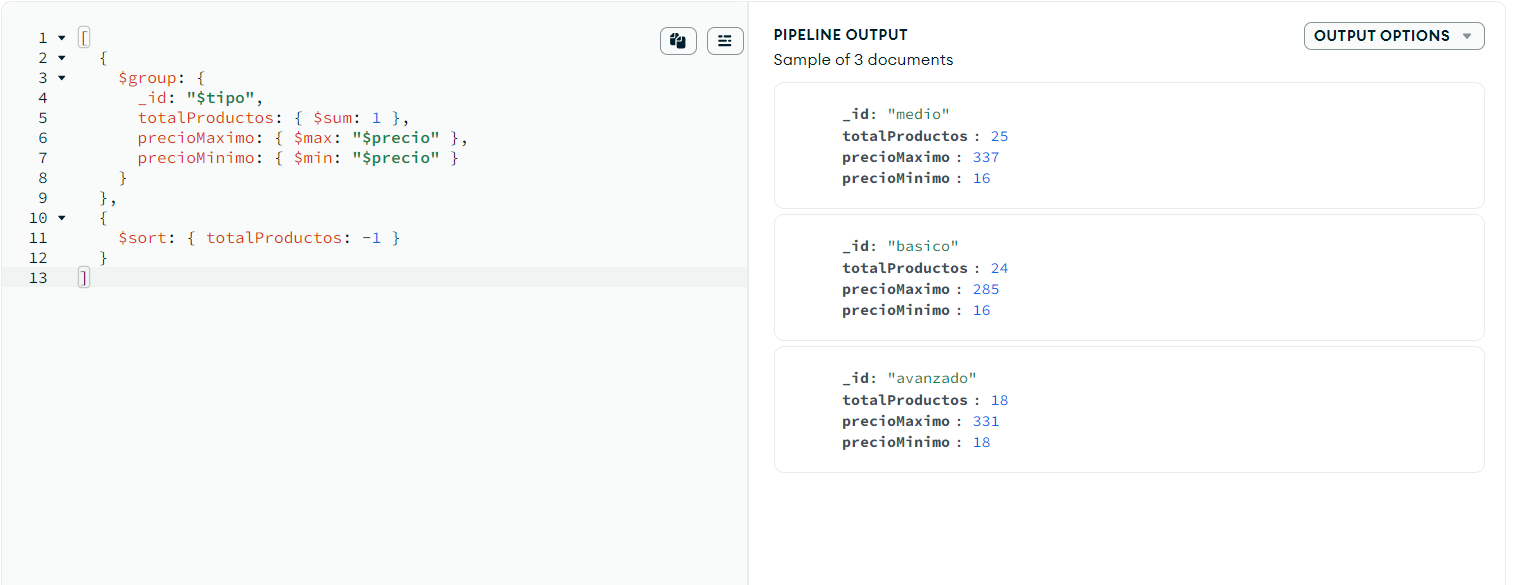 1 [
2   {
3     $group: {
4       _id: "$tipo",
5       totalProductos: { $sum: 1 },
6       precioMaximo: { $max: "$precio" },
7       precioMinimo: { $min: "$precio" }
8     }
9   },
10   {
11     $sort: { totalProductos: -1 }
12   }
13 ]
PIPELINE OUTPUT
OUTPUT OPTIONS
Sample of 3 documents
_id: "medio"
totalProductos : 25
precioMaximo : 337
precioMinimo : 16
_id: "basico"
totalProductos : 24
precioMaximo : 285
precioMinimo : 16
_id: "avanzado"
totalProductos : 18
precioMaximo : 331
precioMinimo : 18